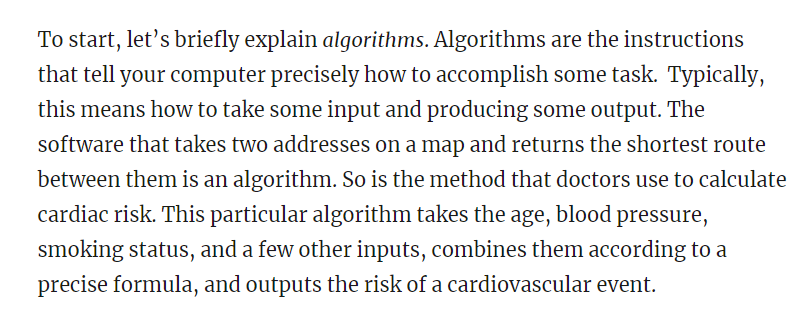 To start, let’s briefly explain algorithms. Algorithms are the instructions
that tell your computer precisely how to accomplish some task.  Typically,
this means how to take some input and producing some output. The
software that takes two addresses on a map and returns the shortest route
between them is an algorithm. So is the method that doctors use to calculate
cardiac risk. This particular algorithm takes the age, blood pressure,
smoking status, and a few other inputs, combines them according to a
precise formula, and outputs the risk of a cardiovascular event.